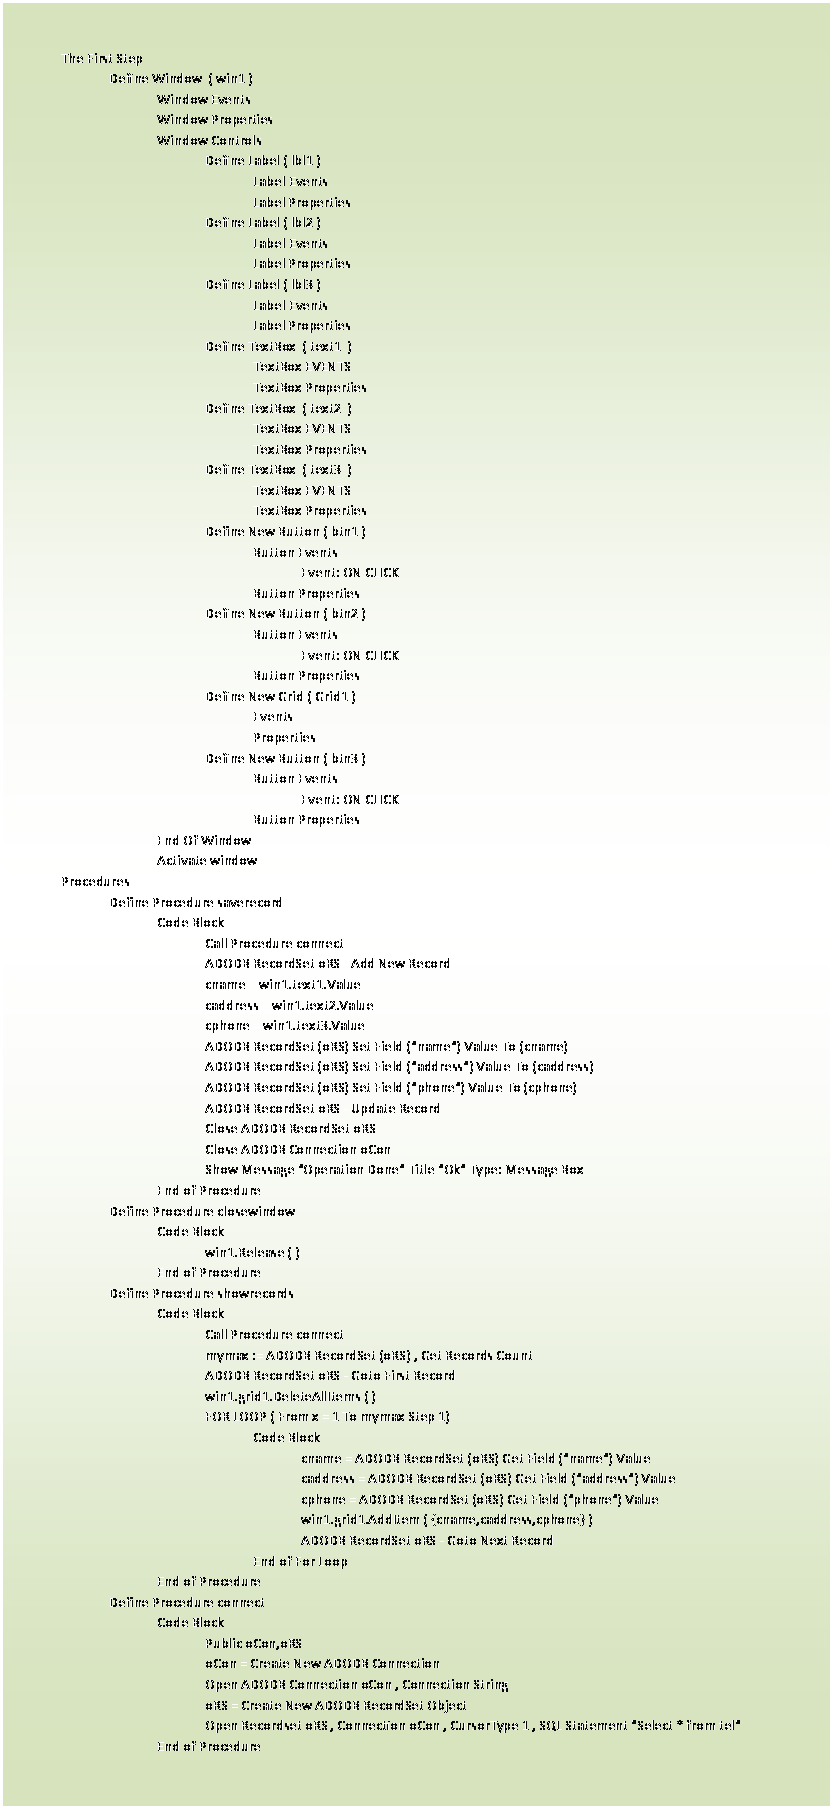 The First Step
Define Window ( win1 )
Window Events
Window Properties
Window Controls
Define Label ( lbl1 )
Label Events
Label Properties
Define Label ( lbl2 )
Label Events
Label Properties
Define Label ( lbl3 )
Label Events
Label Properties
Define TextBox ( text1 )
TextBox EVENTS
TextBox Properties
Define TextBox ( text2 )
TextBox EVENTS
TextBox Properties
Define TextBox ( text3 )
TextBox EVENTS
TextBox Properties
Define New Button ( btn1 )
Button Events
Event: ON CLICK
Button Properties
Define New Button ( btn2 )
Button Events
Event: ON CLICK
Button Properties
Define New Grid ( Grid1 )
Events
Properties
Define New Button ( btn3 )
Button Events
Event: ON CLICK
Button Properties
End Of Window
Activate window
Procedures
Define Procedure saverecord
Code Block
Call Procedure connect
ADODB RecordSet oRS - Add New Record
cname = win1.text1.Value
caddress = win1.text2.Value
cphone = win1.text3.Value
ADODB RecordSet (oRS) Set Field ("name") Value To (cname)
ADODB RecordSet (oRS) Set Field ("address") Value To (caddress)
ADODB RecordSet (oRS) Set Field ("phone") Value To (cphone)
ADODB RecordSet oRS - Update Record
Close ADODB RecordSet oRS
Close ADODB Connection oCon
Show Message "Operation Done" Title "Ok" Type: Message Box
End of Procedure
Define Procedure closewindow
Code Block
win1.Release ( )
End of Procedure
Define Procedure showrecords
Code Block
Call Procedure connect
mymax := ADODB RecordSet (oRS) , Get Records Count
ADODB RecordSet oRS - Goto First Record
win1.grid1.DeleteAllItems ( )
FOR LOOP ( From x = 1 To mymax Step 1)
Code Block
cname = ADODB RecordSet (oRS) Get Field ("name") Value
caddress = ADODB RecordSet (oRS) Get Field ("address") Value
cphone = ADODB RecordSet (oRS) Get Field ("phone") Value
win1.grid1.AddItem ( {cname,caddress,cphone} )
ADODB RecordSet oRS - Goto Next Record
End of For Loop
End of Procedure
Define Procedure connect
Code Block
Public oCon,oRS
oCon = Create New ADODB Connection
Open ADODB Connection oCon , Connection String
oRS = Create New ADODB RecordSet Object
Open Recordset oRS , Connection oCon , CursorType 1 , SQL Statement "Select * from tel"
End of Procedure